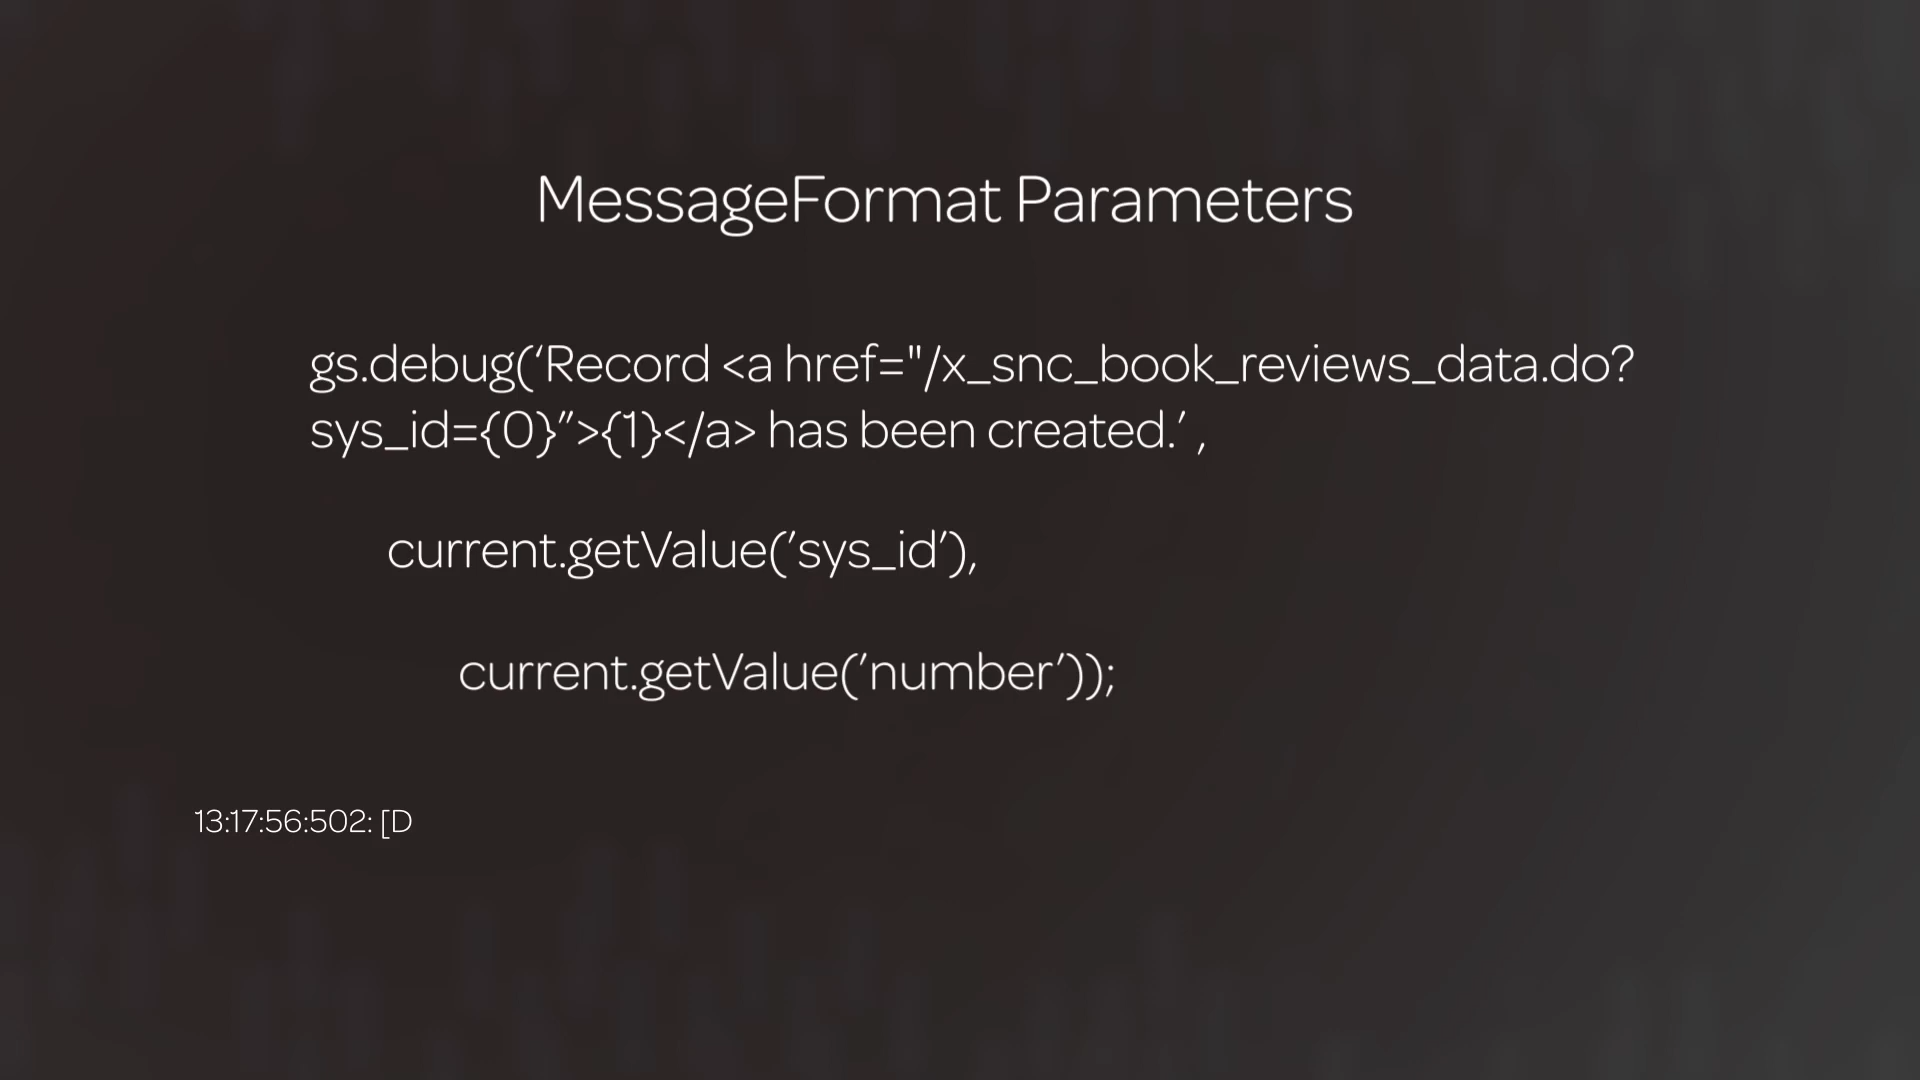 MessageFormat Parameters
gs.debug(‘Record <a href="/x_snc_book_reviews_data.do?
sys_id={0}”>{1}</a> has been created.’ ,
current.getValue(’sys_id’),
current.getValue(’number’));
13:17:56:502: [D